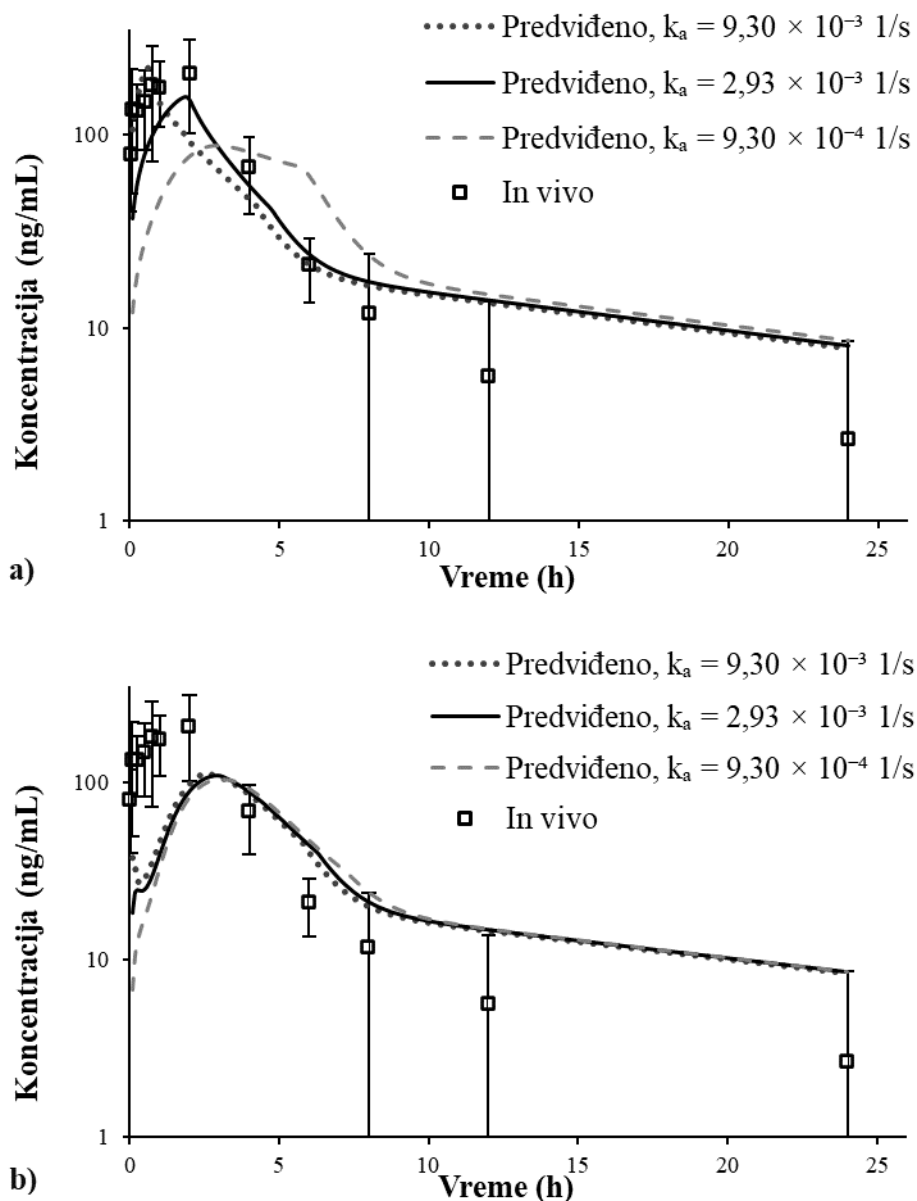 Predviđeno, kₐ = 9,30 × 10⁻³ 1/s
Predviđeno, kₐ = 2,93 × 10⁻³ 1/s
Predviđeno, kₐ = 9,30 × 10⁻⁴ 1/s
In vivo
Koncentracija (ng/mL)
100
10
1
0 5 10 15 20 25
Vreme (h)
a)
Predviđeno, kₐ = 9,30 × 10⁻³ 1/s
Predviđeno, kₐ = 2,93 × 10⁻³ 1/s
Predviđeno, kₐ = 9,30 × 10⁻⁴ 1/s
In vivo
Koncentracija (ng/mL)
100
10
1
0 5 10 15 20 25
Vreme (h)
b)